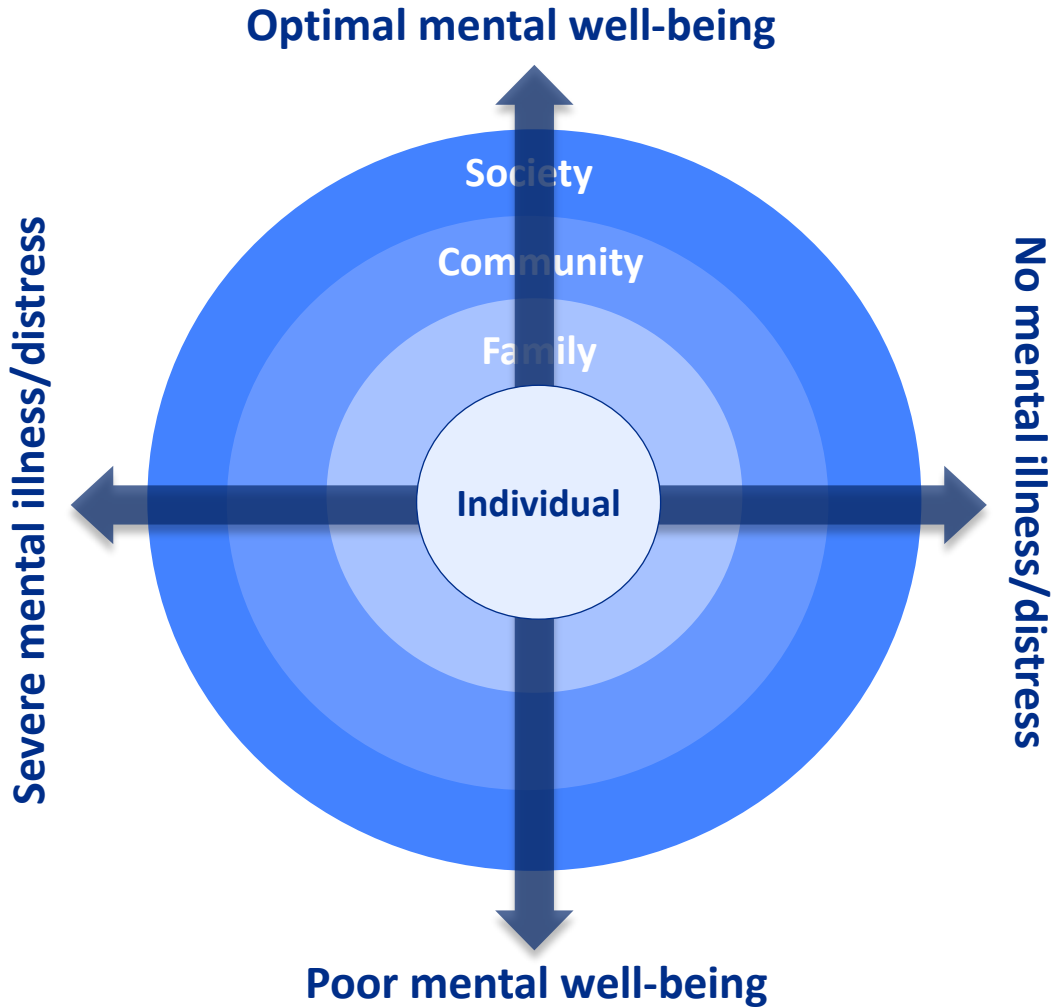 Optimal mental well-being
Society
Community
Family
Severe mental illness/distress
Individual
No mental illness/distress
Poor mental well-being